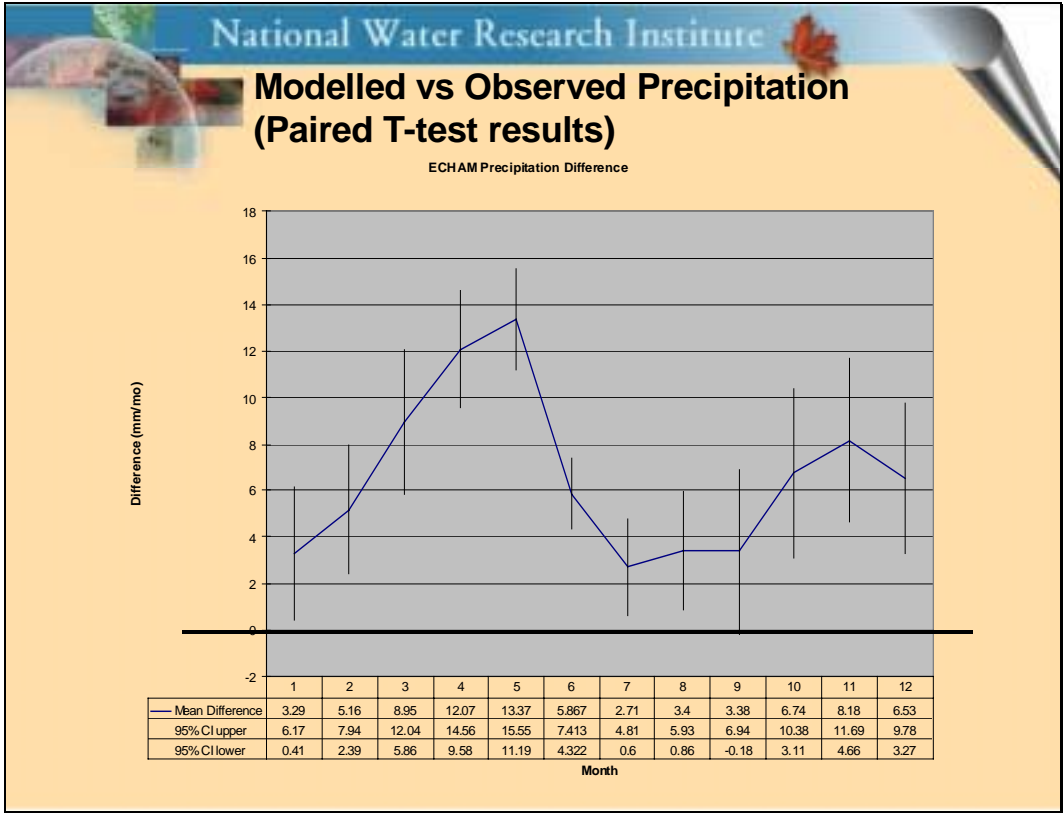 National Water Research Institute
Modelled vs Observed Precipitation
(Paired T-test results)
ECHAM Precipitation Difference
18
16
14
12
10
8
6
4
2
0
-2
Difference (mm/mo)
1 2 3 4 5 6 7 8 9 10 11 12
Mean Difference 3.29 5.16 8.95 12.07 13.37 5.867 2.71 3.4 3.38 6.74 8.18 6.53
95% CI upper 6.17 7.94 12.04 14.56 15.55 7.413 4.81 5.93 6.94 10.38 11.69 9.78
95% CI lower 0.41 2.39 5.86 9.58 11.19 4.322 0.6 0.86 -0.18 3.11 4.66 3.27
Month